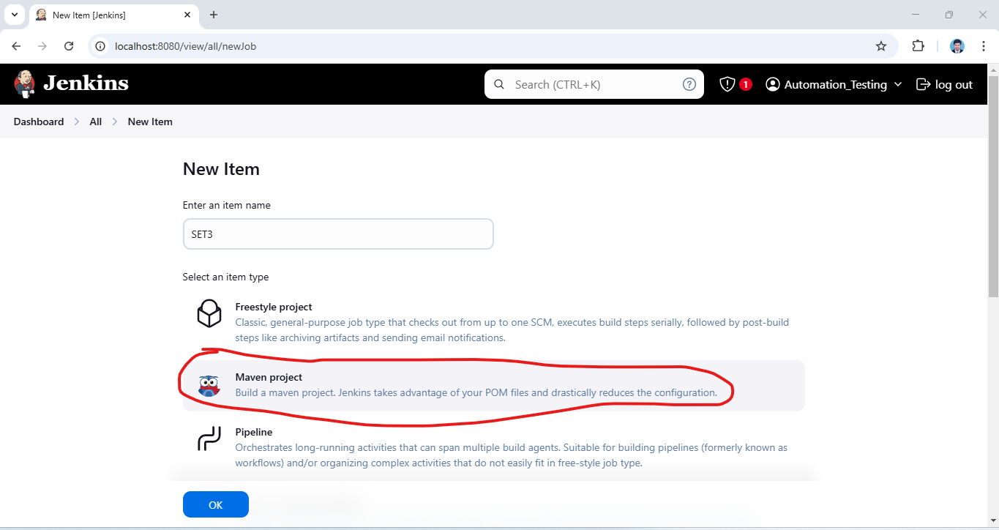 New Item [Jenkins]
localhost:8080/view/all/newJob
Jenkins
Search (CTRL+K)
?
1
Automation_Testing
log out
Dashboard
All
New Item
New Item
Enter an item name
SET3
Select an item type
Freestyle project
Classic, general-purpose job type that checks out from up to one SCM, executes build steps serially, followed by post-build
steps like archiving artifacts and sending email notifications.
Maven project
Build a maven project. Jenkins takes advantage of your POM files and drastically reduces the configuration.
Pipeline
Orchestrates long-running activities that can span multiple build agents. Suitable for building pipelines (formerly known as
workflows) and/or organizing complex activities that do not easily fit in free-style job type.
OK